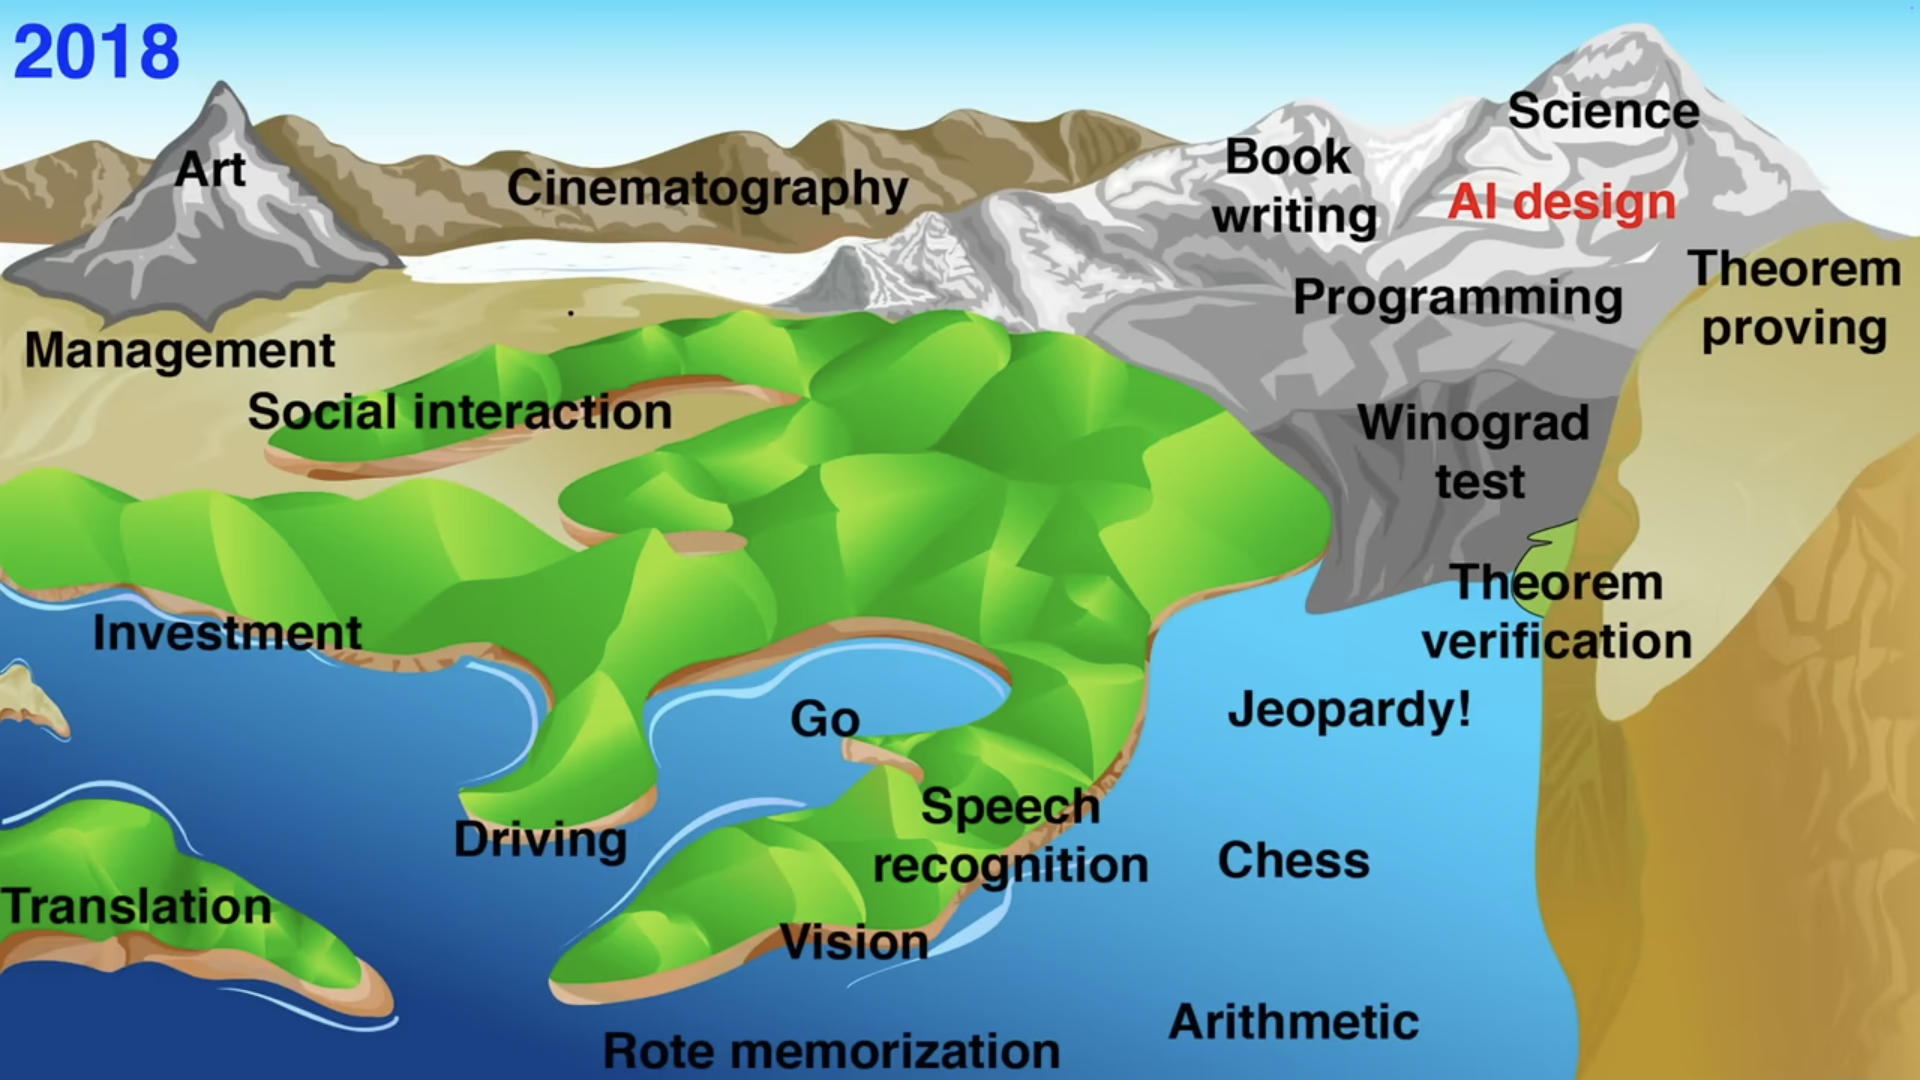 2018
Science
Book
writing
Art
Cinematography
AI design
Theorem
proving
Programming
Management
Social interaction
Winograd
test
Theorem
verification
Investment
Go
Jeopardy!
Speech
recognition
Driving
Chess
Translation
Vision
Arithmetic
Rote memorization